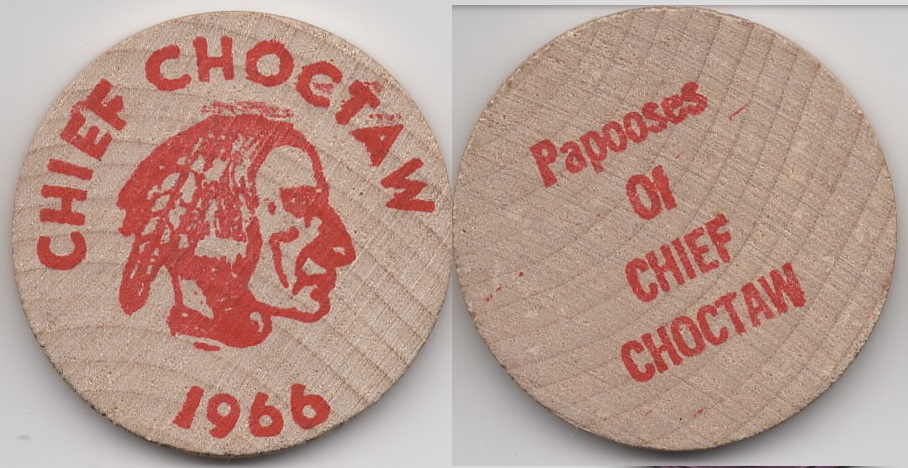 CHIEF CHOCTAW
1966
Papooses
Of
CHIEF
CHOCTAW